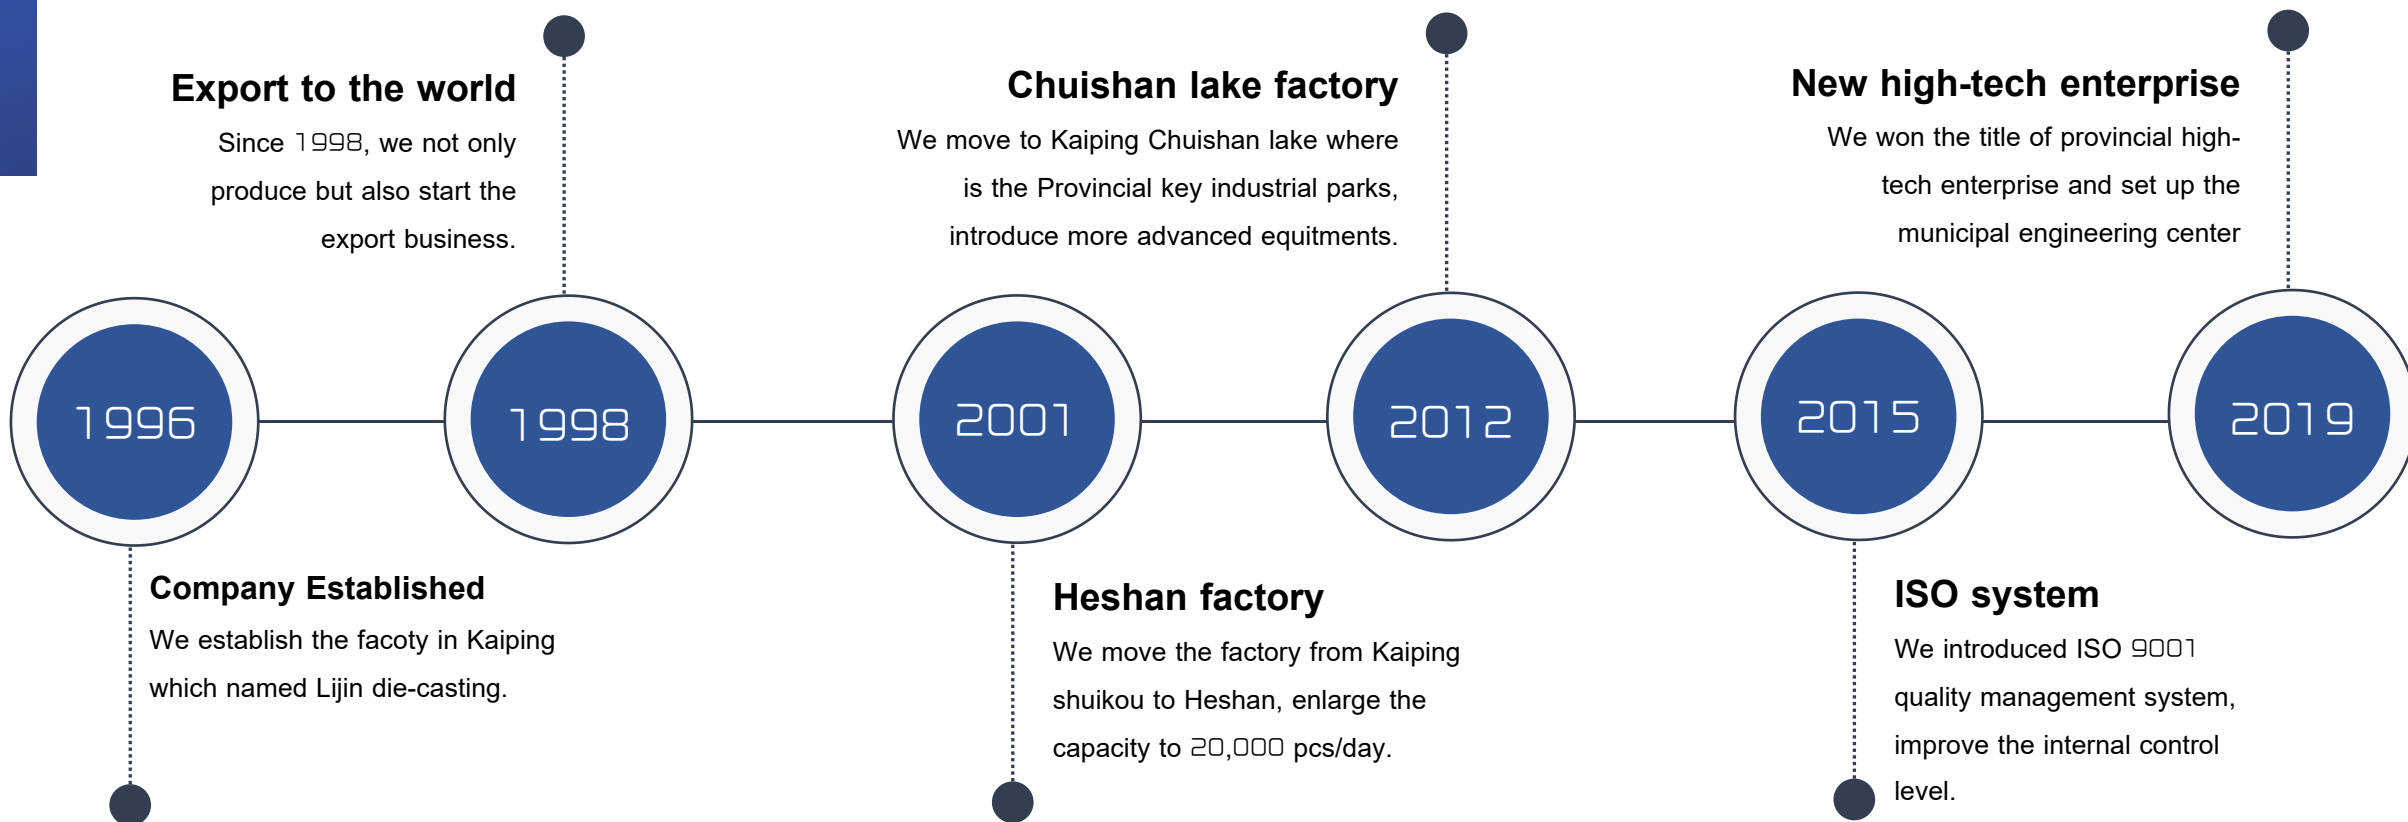 Export to the world
Since 1998, we not only
produce but also start the
export business.
Chuishan lake factory
We move to Kaiping Chuishan lake where
is the Provincial key industrial parks,
introduce more advanced equitments.
New high-tech enterprise
We won the title of provincial high-
tech enterprise and set up the
municipal engineering center
1996
1998
2001
2012
2015
2019
Company Established
We establish the facoty in Kaiping
which named Lijin die-casting.
Heshan factory
We move the factory from Kaiping
shuikou to Heshan, enlarge the
capacity to 20,000 pcs/day.
ISO system
We introduced ISO 9001
quality management system,
improve the internal control
level.